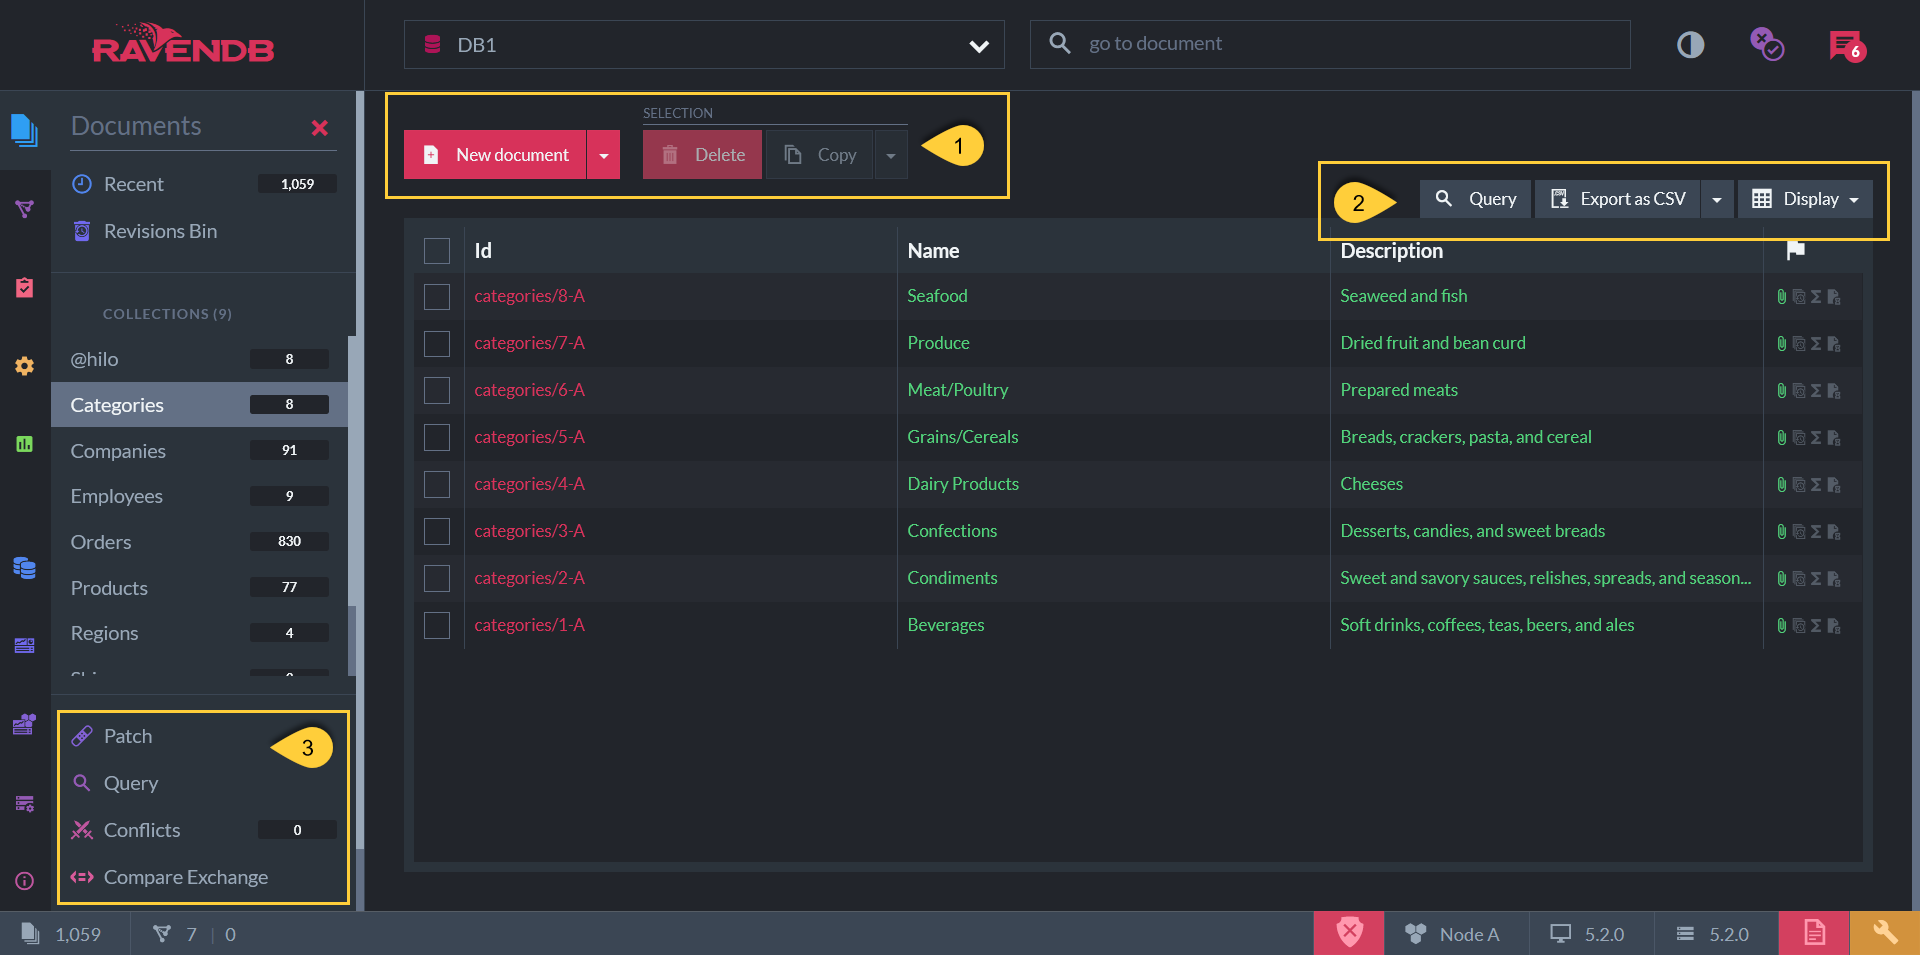 RAVENDB
DB1
go to document
6
Documents
Recent 1,059
Revisions Bin
COLLECTIONS (9)
@hilo 8
Categories 8
Companies 91
Employees 9
Orders 830
Products 77
Regions 4
Patch
Query
Conflicts 0
Compare Exchange
3
SELECTION
New document
Delete
Copy
1
2
Query
Export as CSV
Display
Id Name Description
categories/8-A Seafood Seaweed and fish
categories/7-A Produce Dried fruit and bean curd
categories/6-A Meat/Poultry Prepared meats
categories/5-A Grains/Cereals Breads, crackers, pasta, and cereal
categories/4-A Dairy Products Cheeses
categories/3-A Confections Desserts, candies, and sweet breads
categories/2-A Condiments Sweet and savory sauces, relishes, spreads, and season...
categories/1-A Beverages Soft drinks, coffees, teas, beers, and ales
1,059
7 | 0
Node A
5.2.0
5.2.0